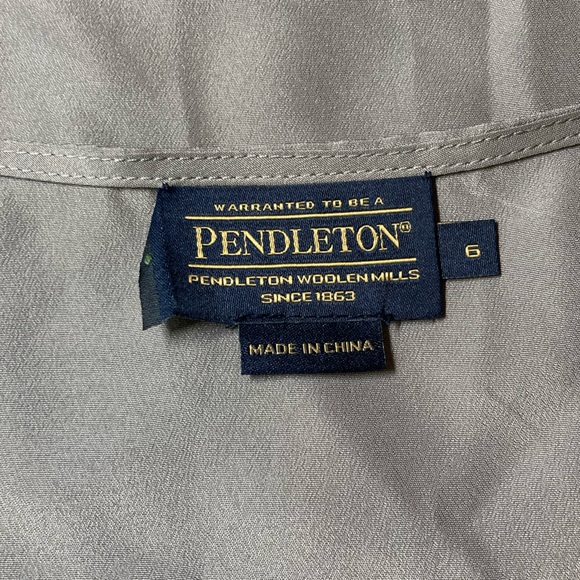 WARRANTED TO BE A
PENDLETON®
PENDLETON WOOLEN MILLS
SINCE 1863
6
MADE IN CHINA